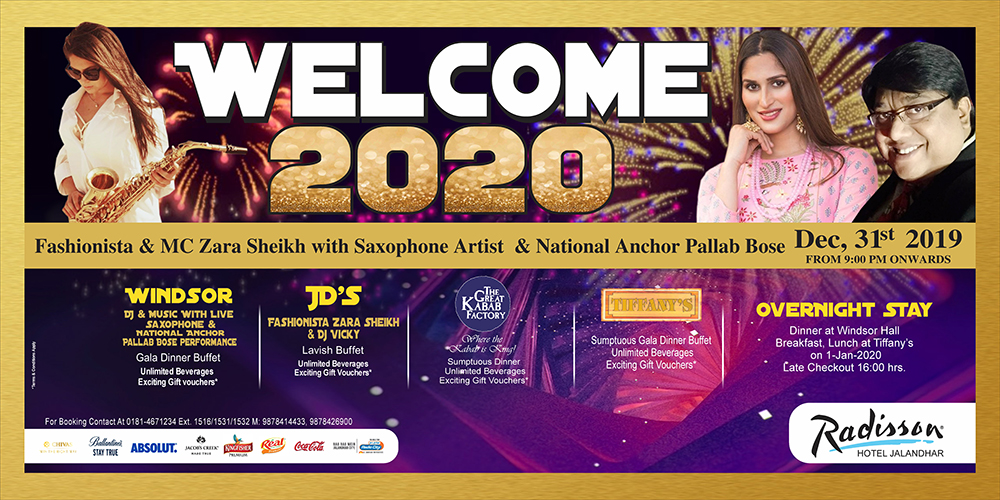 WELCOME
2020
Fashionista & MC Zara Sheikh with Saxophone Artist & National Anchor Pallab Bose
Dec, 31st 2019
FROM 9:00 PM ONWARDS
WINDSOR
DJ & MUSIC WITH LIVE
SAXOPHONE &
NATIONAL ANCHOR
PALLAB BOSE PERFORMANCE
Gala Dinner Buffet
Unlimited Beverages
Exciting Gift vouchers*
JD'S
FASHIONISTA ZARA SHEIKH
& DJ VICKY
Lavish Buffet
Unlimited Beverages
Exciting Gift Vouchers*
THE
GREAT
KABAB
FACTORY
Where the
Kabab is King!
Sumptuous Dinner
Unlimited Beverages
Exciting Gift Vouchers*
TIFFANY'S
Sumptuous Gala Dinner Buffet
Unlimited Beverages
Exciting Gift Vouchers*
OVERNIGHT STAY
Dinner at Windsor Hall
Breakfast, Lunch at Tiffany's
on 1-Jan-2020
Late Checkout 16:00 hrs.
*Terms & Conditions Apply
For Booking Contact At 0181-4671234 Ext. 1516/1531/1532 M: 9878414433, 9878426900
CHIVAS
Ballantine's
STAY TRUE
ABSOLUT.
JACOB'S CREEK
KINGFISHER
PREMIUM
Réal
Coca-Cola
Radisson
HOTEL JALANDHAR